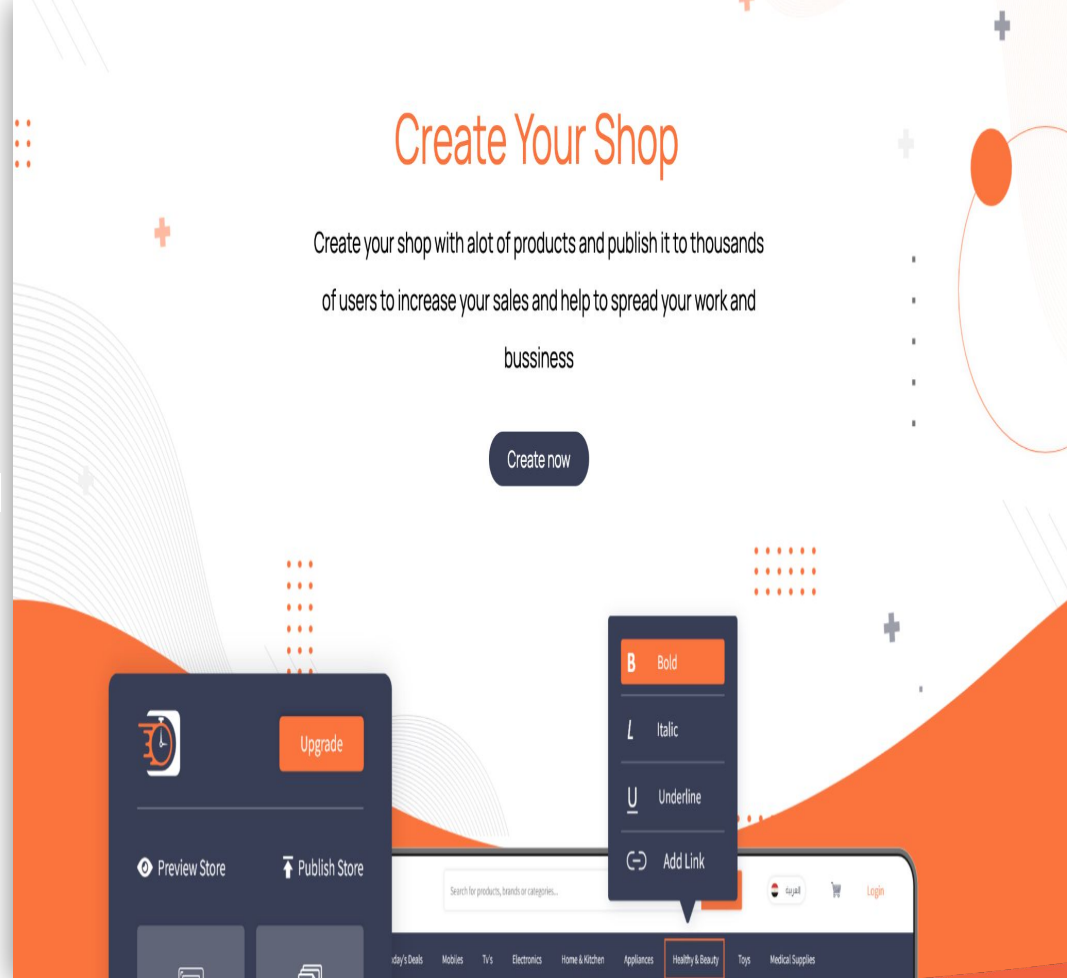 Create Your Shop
Create your shop with alot of products and publish it to thousands
of users to increase your sales and help to spread your work and
bussiness
Create now
B Bold
I Italic
U Underline
Add Link
Upgrade
Preview Store
Publish Store
Search for products, brands or categories...
العربية
Login
day's Deals Mobiles Tv's Electronics Home & Kitchen Appliances Healthy & Beauty Toys Medical Supplies